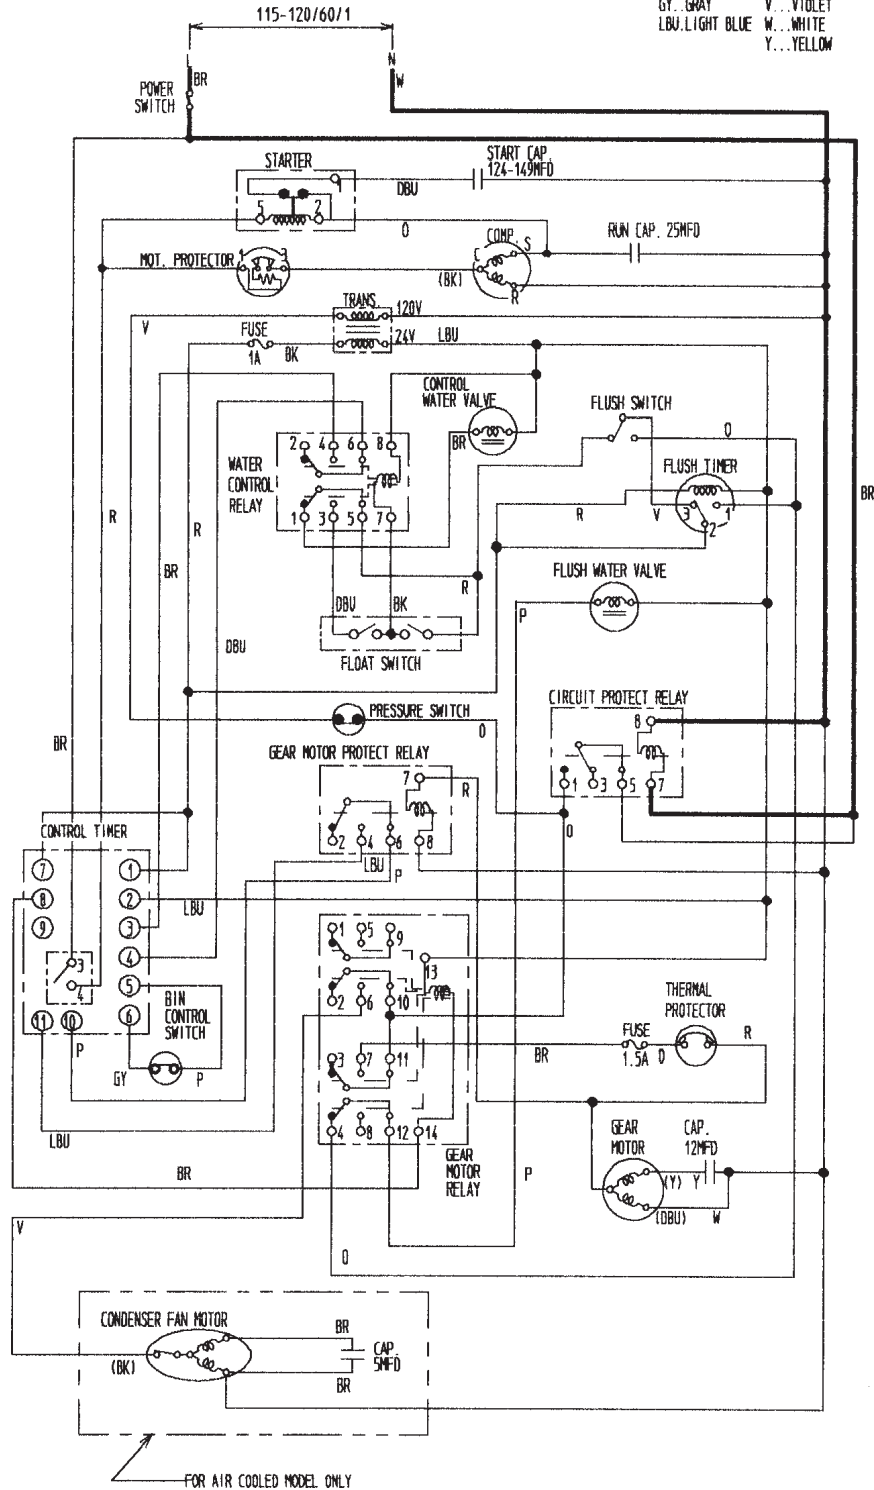 115-120/60/1
GY..GRAY V...VIOLET
LBU.LIGHT BLUE W...WHITE
Y...YELLOW
L N
BR W
POWER
SWITCH
STARTER
START CAP.
124-149MFD
DBU
5 2
O
RUN CAP. 25MFD
COMP.
C S
R
MOT. PROTECTOR 1 3
(BK)
TRANS.
120V
V
FUSE
1A
BK
24V LBU
CONTROL
WATER VALVE
BR
FLUSH SWITCH
O
FLUSH TIMER
WATER
CONTROL
RELAY
2 4 6 8
1 3 5 7
R
R
BR
R
V
3 1
2
BR
FLUSH WATER VALVE
R
P
DBU BK
DBU
FLOAT SWITCH
PRESSURE SWITCH
O
CIRCUIT PROTECT RELAY
8
1 3 5 7
O
BR
GEAR MOTOR PROTECT RELAY
7
R
2 4 6 8
LBU
P
CONTROL TIMER
7 1
8 2
9 3
4
5
6
3
4
11 10
LBU
BIN
CONTROL
SWITCH
P
GY P
LBU
1 5 9
13
2 6 10
3 7 11
4 8 12 14
GEAR
MOTOR
RELAY
BR
THERMAL
PROTECTOR
FUSE
1.5A O
R
GEAR
MOTOR
CAP.
12MFD
(Y) Y
(DBU) W
P
BR
V
O
CONDENSER FAN MOTOR
BR
CAP.
5MFD
(BK)
BR
FOR AIR COOLED MODEL ONLY